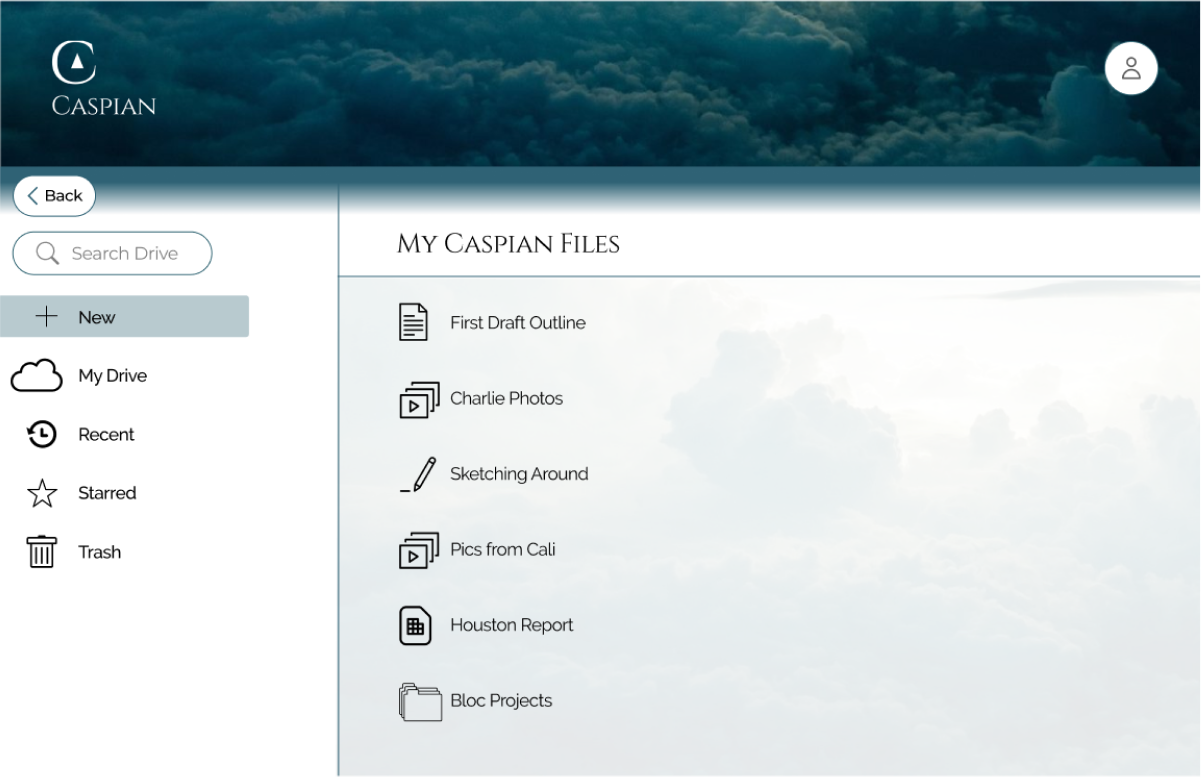 CASPIAN
Back
Search Drive
New
My Drive
Recent
Starred
Trash
MY CASPIAN FILES
First Draft Outline
Charlie Photos
Sketching Around
Pics from Cali
Houston Report
Bloc Projects